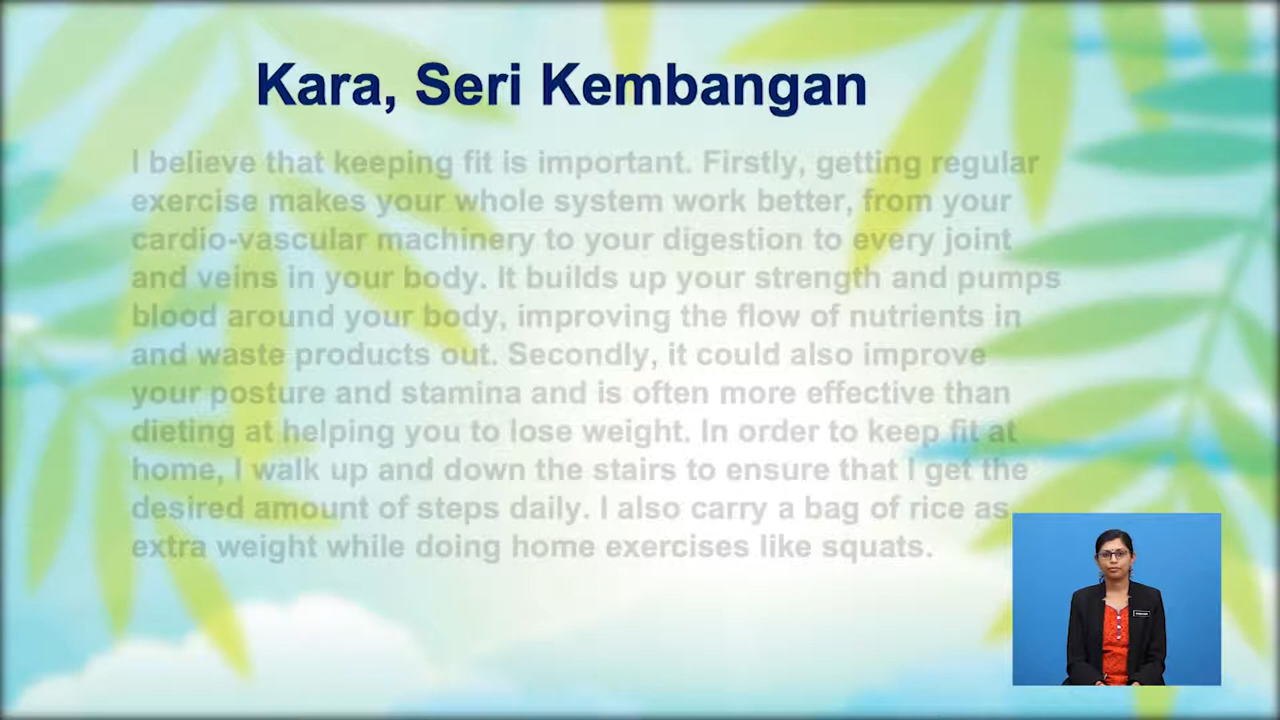 Kara, Seri Kembangan
I believe that keeping fit is important. Firstly, getting regular
exercise makes your whole system work better, from your
cardio-vascular machinery to your digestion to every joint
and veins in your body. It builds up your strength and pumps
blood around your body, improving the flow of nutrients in
and waste products out. Secondly, it could also improve
your posture and stamina and is often more effective than
dieting at helping you to lose weight. In order to keep fit at
home, I walk up and down the stairs to ensure that I get the
desired amount of steps daily. I also carry a bag of rice as
extra weight while doing home exercises like squats.